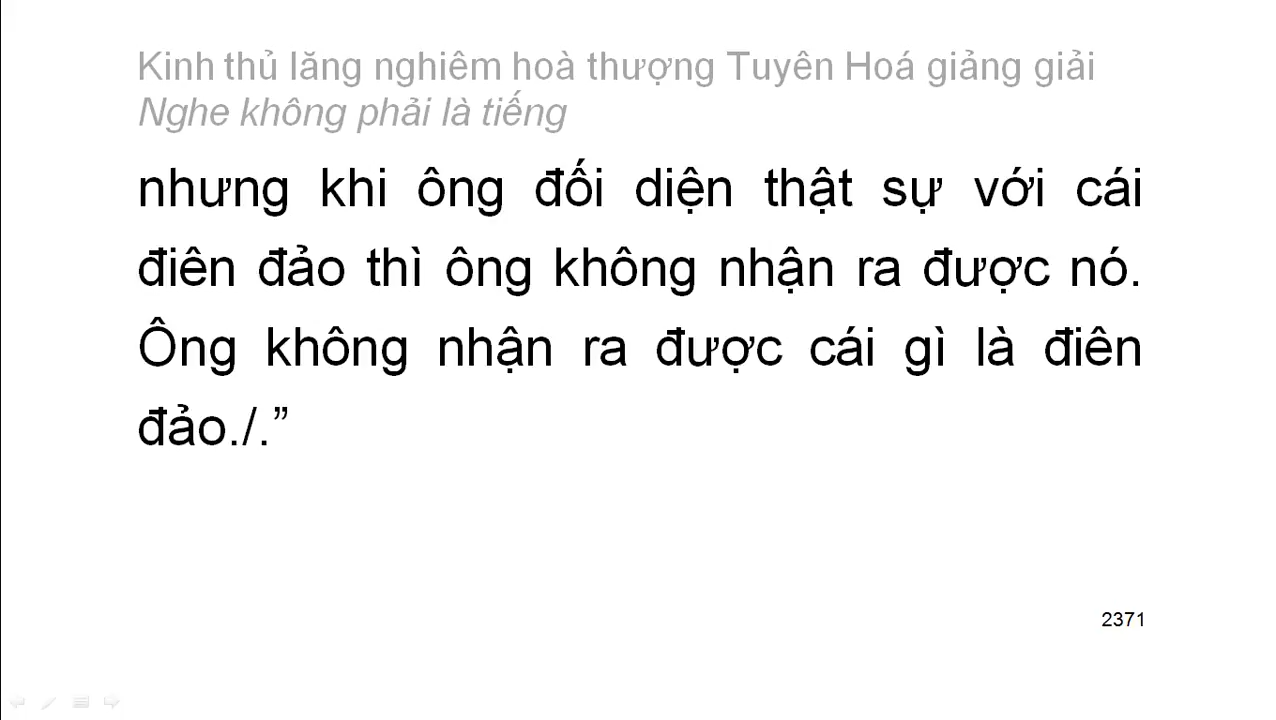 Kinh thủ lăng nghiêm hoà thượng Tuyên Hoá giảng giải
Nghe không phải là tiếng
nhưng khi ông đối diện thật sự với cái
điên đảo thì ông không nhận ra được nó.
Ông không nhận ra được cái gì là điên
đảo./.”
2371